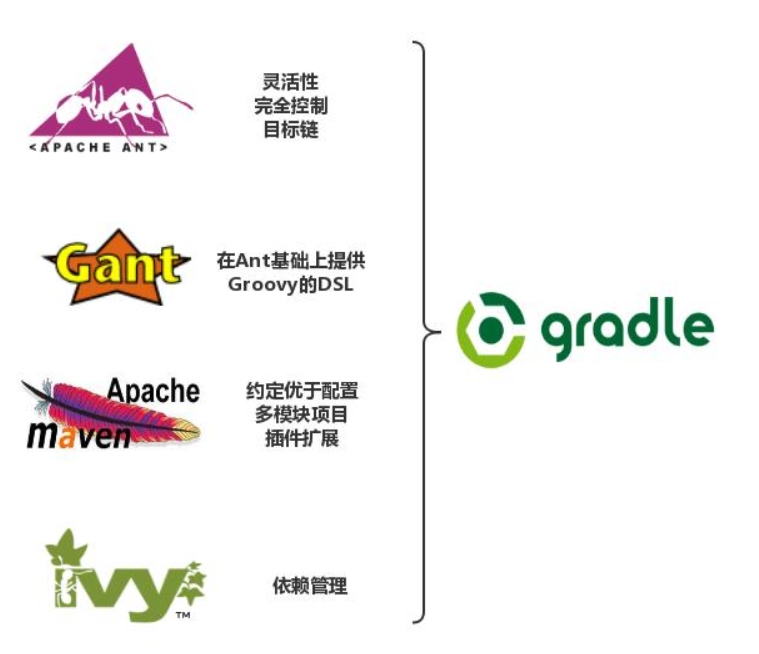 <APACHE ANT>
灵活性
完全控制
目标链
Gant
在Ant基础上提供
Groovy的DSL
Apache
maven
约定优于配置
多模块项目
插件扩展
ivy
TM
依赖管理
gradle